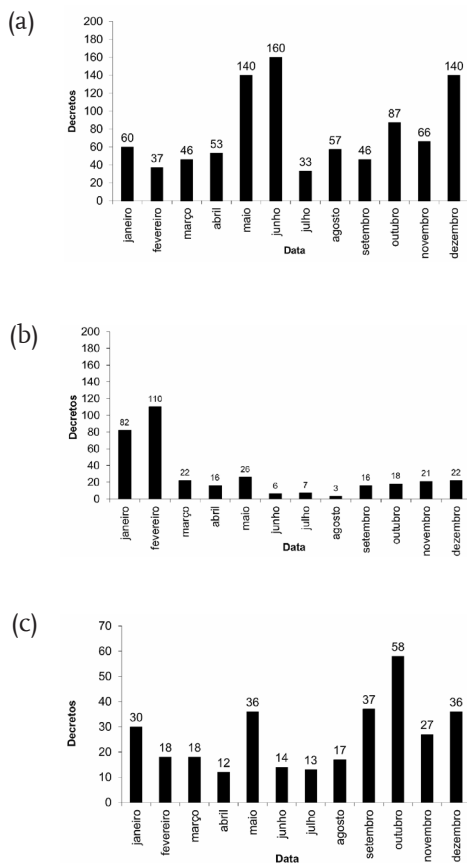 (a)
200
180
160
140
120
100
80
60
40
20
0
Decretos
60
37
46
53
140
160
33
57
46
87
66
140
janeiro
fevereiro
março
abril
maio
junho
julho
agosto
setembro
outubro
novembro
dezembro
Data
(b)
200
180
160
140
120
100
80
60
40
20
0
Decretos
82
110
22
16
26
6
7
3
16
18
21
22
janeiro
fevereiro
março
abril
maio
junho
julho
agosto
setembro
outubro
novembro
dezembro
Data
(c)
70
60
50
40
30
20
10
0
Decretos
30
18
18
12
36
14
13
17
37
58
27
36
janeiro
fevereiro
março
abril
maio
junho
julho
agosto
setembro
outubro
novembro
dezembro
Data